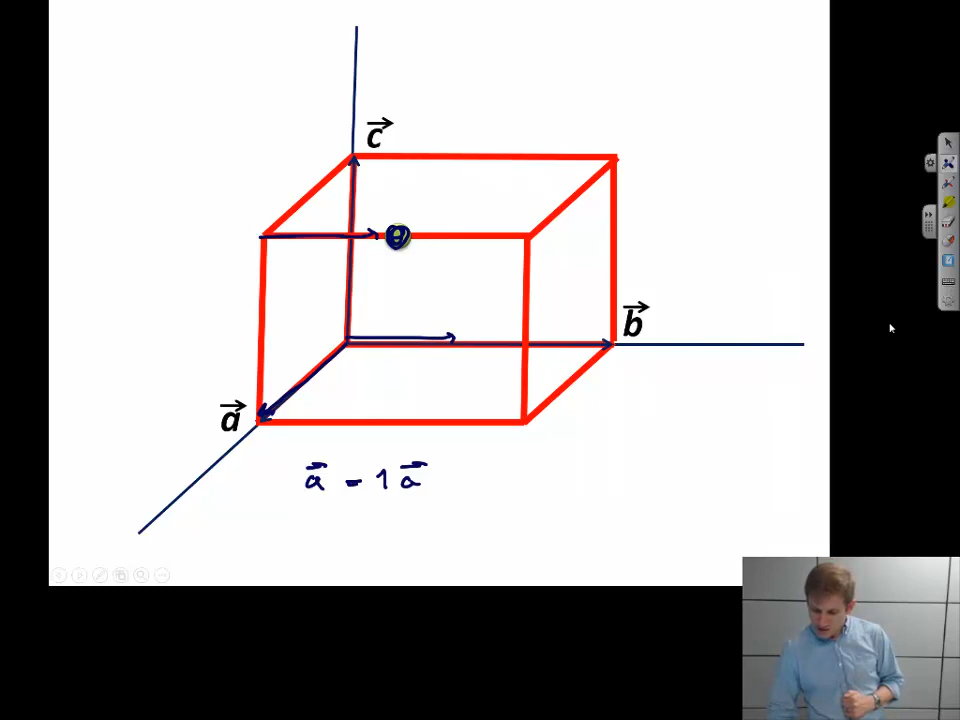 c⃗
b⃗
a⃗
a⃗ = 1 a⃗